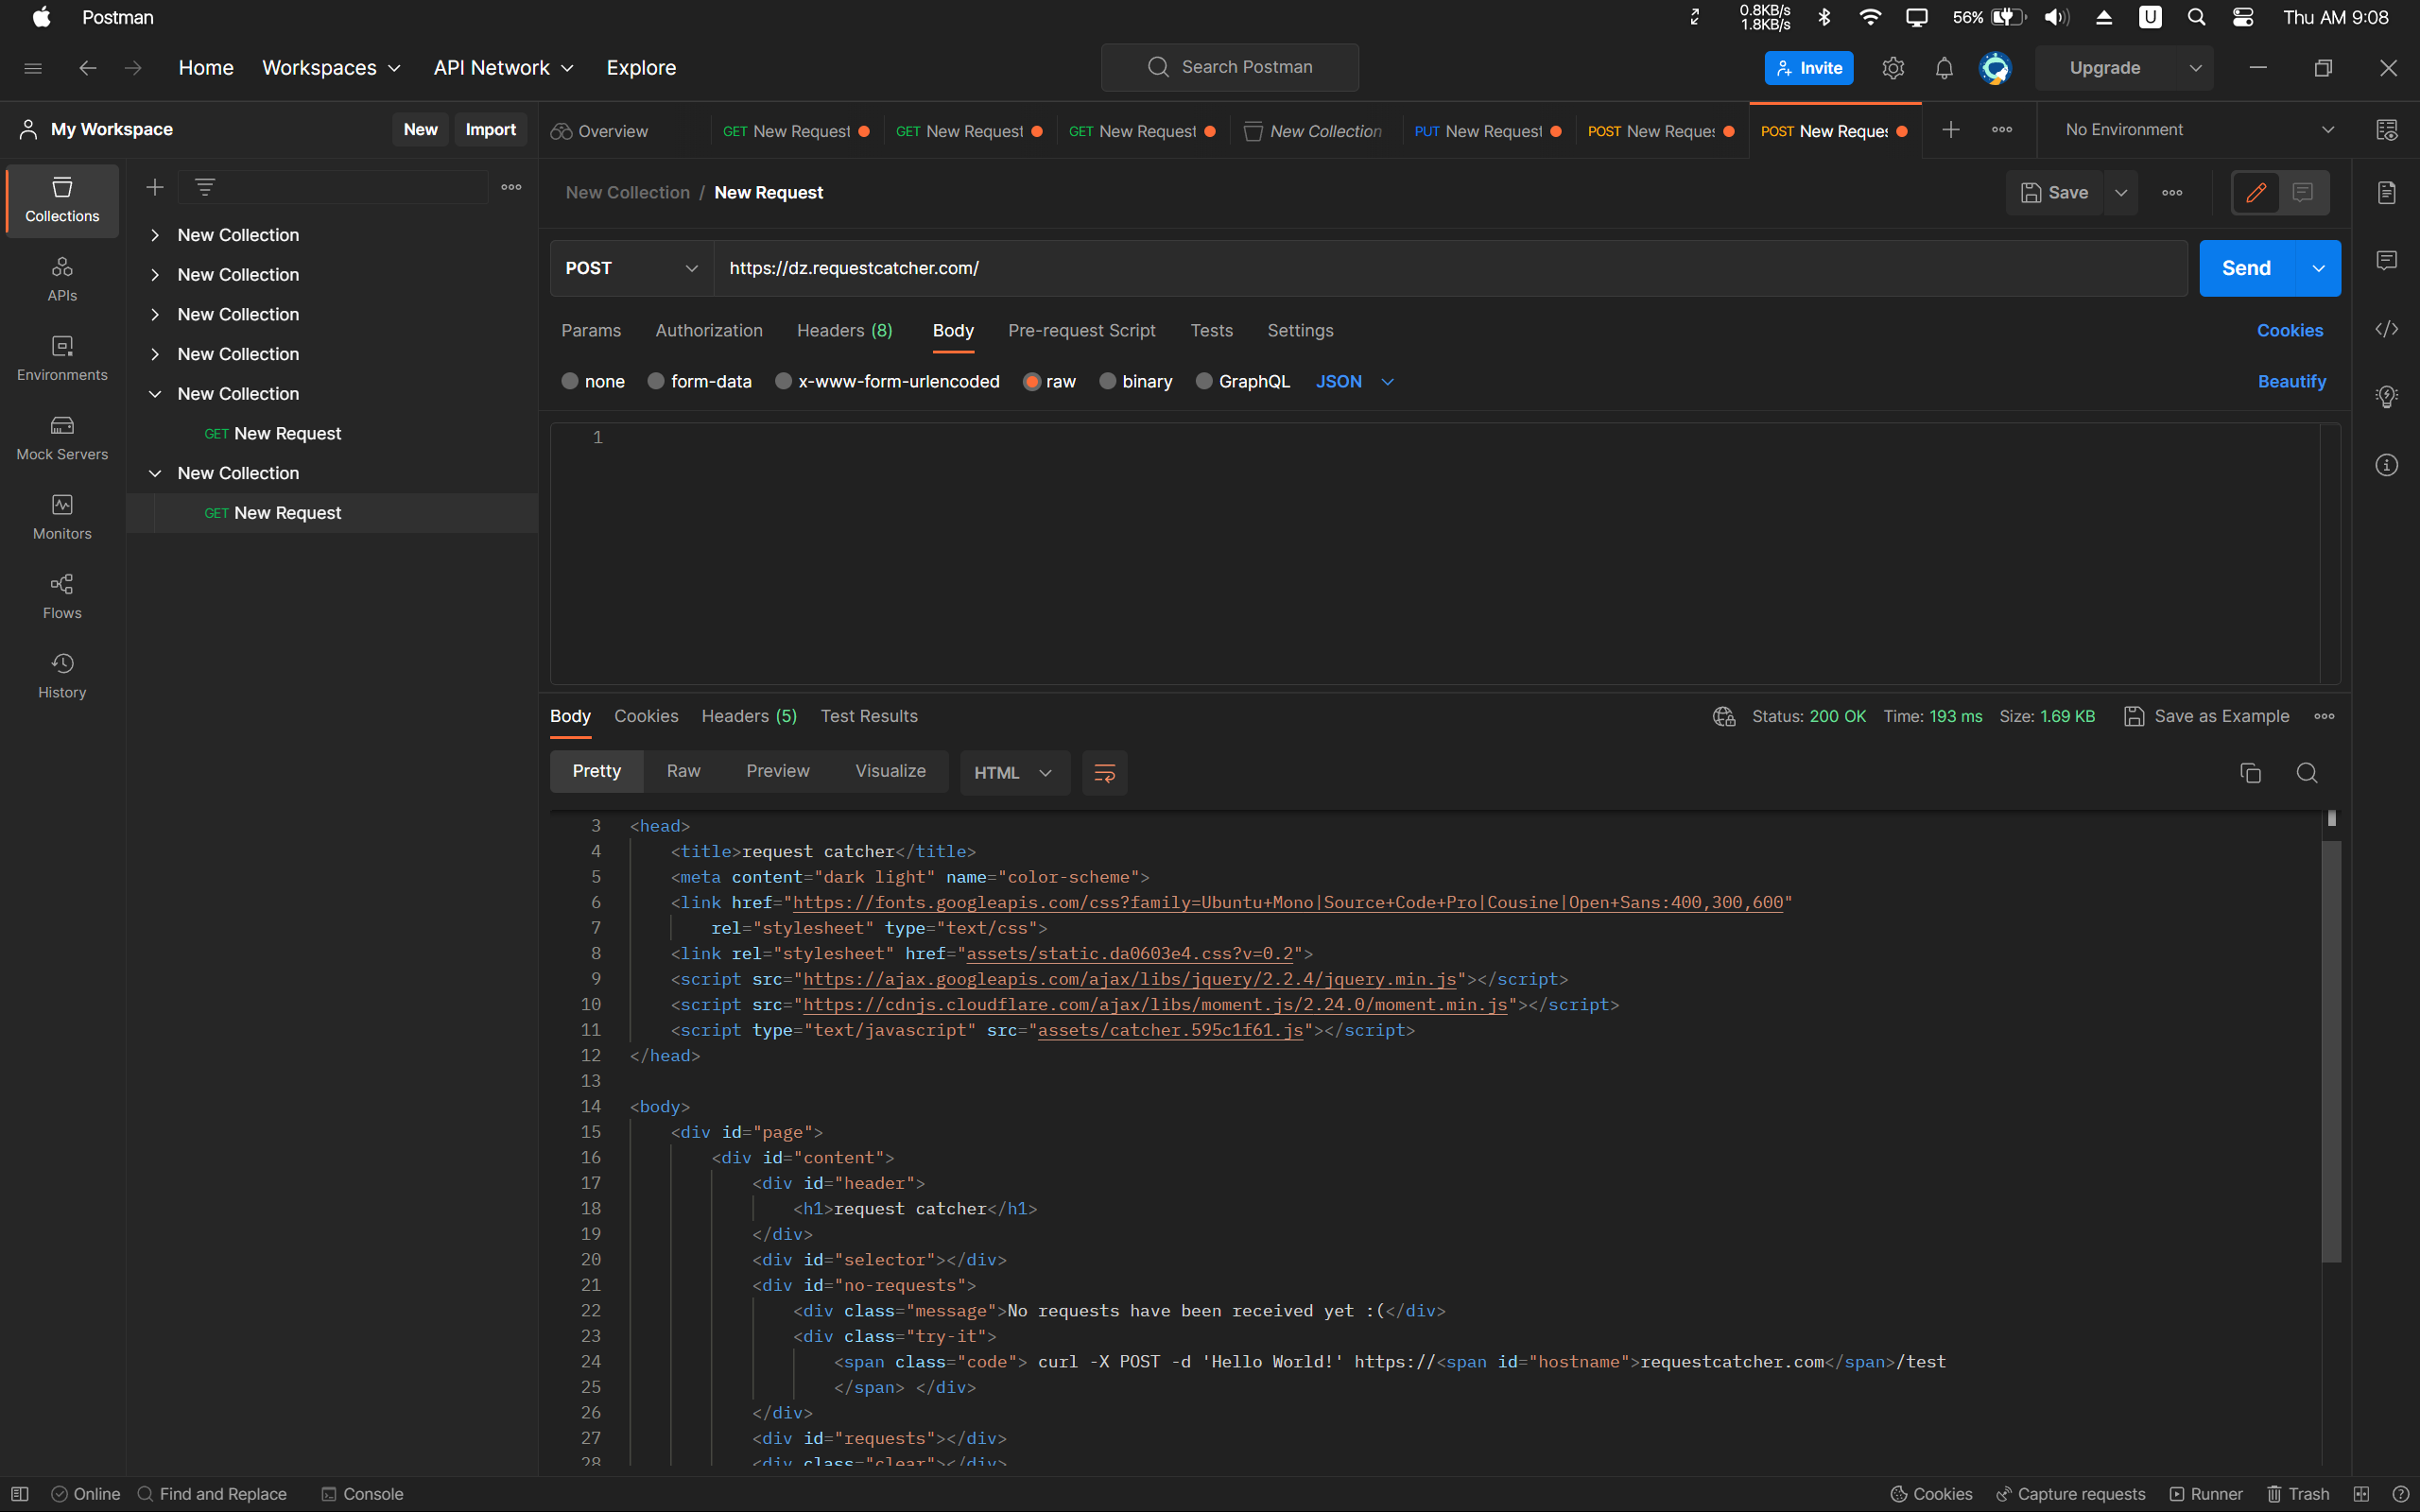 Postman
0.8KB/s
1.8KB/s
56%
U
Thu AM 9:08
Home Workspaces API Network Explore
Search Postman
Invite
Upgrade
My Workspace New Import
Overview GET New Request GET New Request GET New Request New Collection PUT New Request POST New Reques POST New Reques
No Environment
Collections
APIs
Environments
Mock Servers
Monitors
Flows
History
New Collection
New Collection
New Collection
New Collection
New Collection
GET New Request
New Collection
GET New Request
New Collection / New Request
Save
POST https://dz.requestcatcher.com/
Send
Params Authorization Headers (8) Body Pre-request Script Tests Settings
Cookies
none form-data x-www-form-urlencoded raw binary GraphQL JSON
Beautify
1
Body Cookies Headers (5) Test Results
Status: 200 OK Time: 193 ms Size: 1.69 KB Save as Example
Pretty Raw Preview Visualize HTML
3 <head>
4 <title>request catcher</title>
5 <meta content="dark light" name="color-scheme">
6 <link href="https://fonts.googleapis.com/css?family=Ubuntu+Mono|Source+Code+Pro|Cousine|Open+Sans:400,300,600"
7 rel="stylesheet" type="text/css">
8 <link rel="stylesheet" href="assets/static.da0603e4.css?v=0.2">
9 <script src="https://ajax.googleapis.com/ajax/libs/jquery/2.2.4/jquery.min.js"></script>
10 <script src="https://cdnjs.cloudflare.com/ajax/libs/moment.js/2.24.0/moment.min.js"></script>
11 <script type="text/javascript" src="assets/catcher.595c1f61.js"></script>
12 </head>
13
14 <body>
15 <div id="page">
16 <div id="content">
17 <div id="header">
18 <h1>request catcher</h1>
19 </div>
20 <div id="selector"></div>
21 <div id="no-requests">
22 <div class="message">No requests have been received yet :(</div>
23 <div class="try-it">
24 <span class="code"> curl -X POST -d 'Hello World!' https://<span id="hostname">requestcatcher.com</span>/test
25 </span> </div>
26 </div>
27 <div id="requests"></div>
28 <div class="clear"></div>
Online Find and Replace Console
Cookies Capture requests Runner Trash